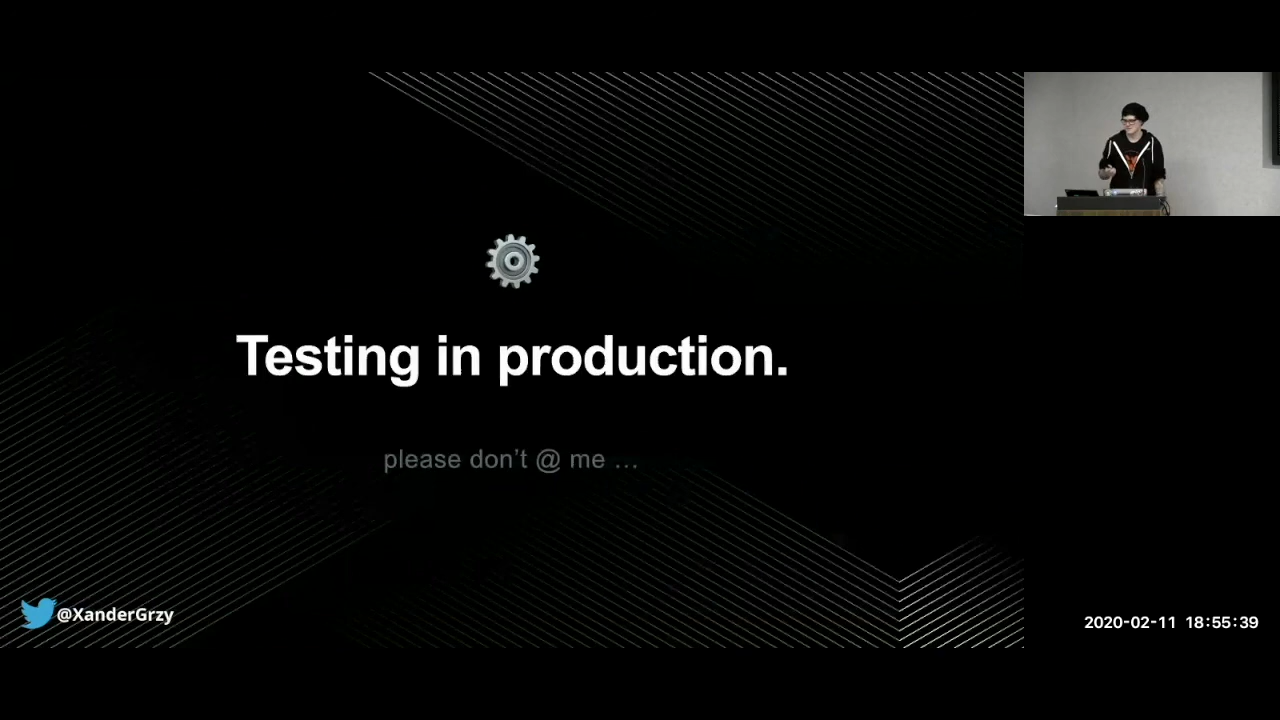 Testing in production.
please don’t @ me …
@XanderGrzy
2020-02-11 18:55:39